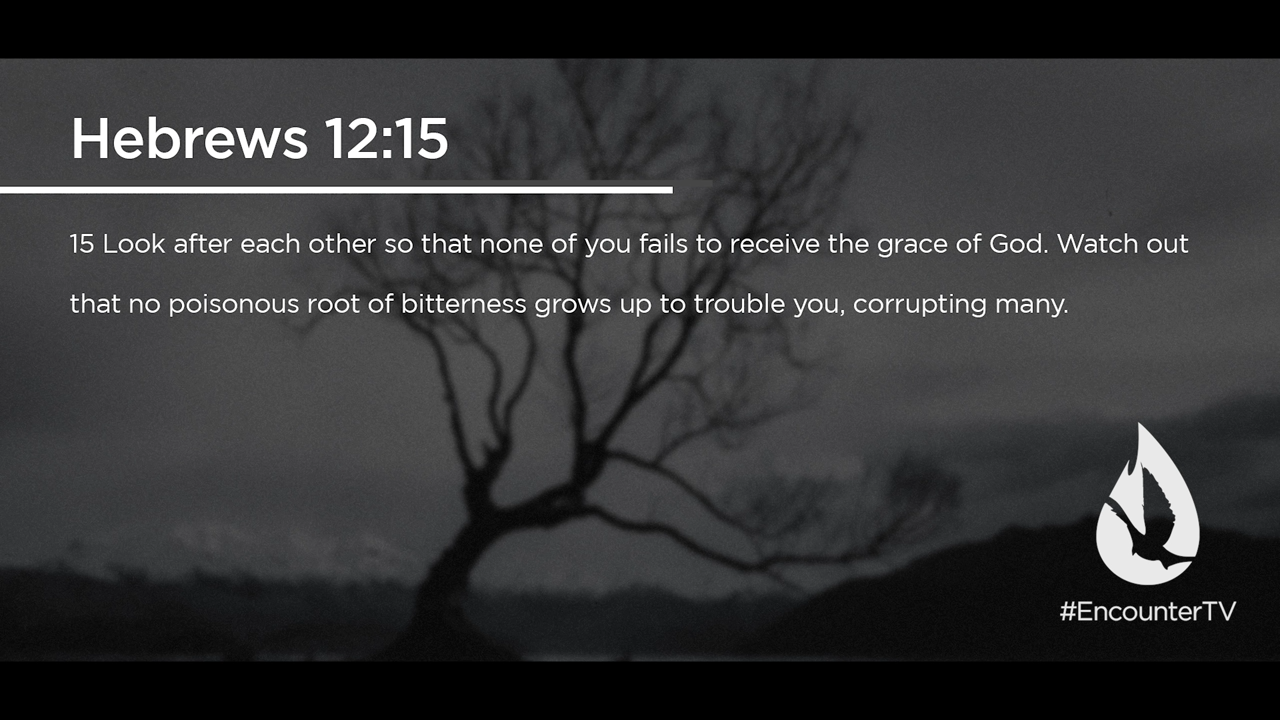 Hebrews 12:15
15 Look after each other so that none of you fails to receive the grace of God. Watch out
that no poisonous root of bitterness grows up to trouble you, corrupting many.
#EncounterTV